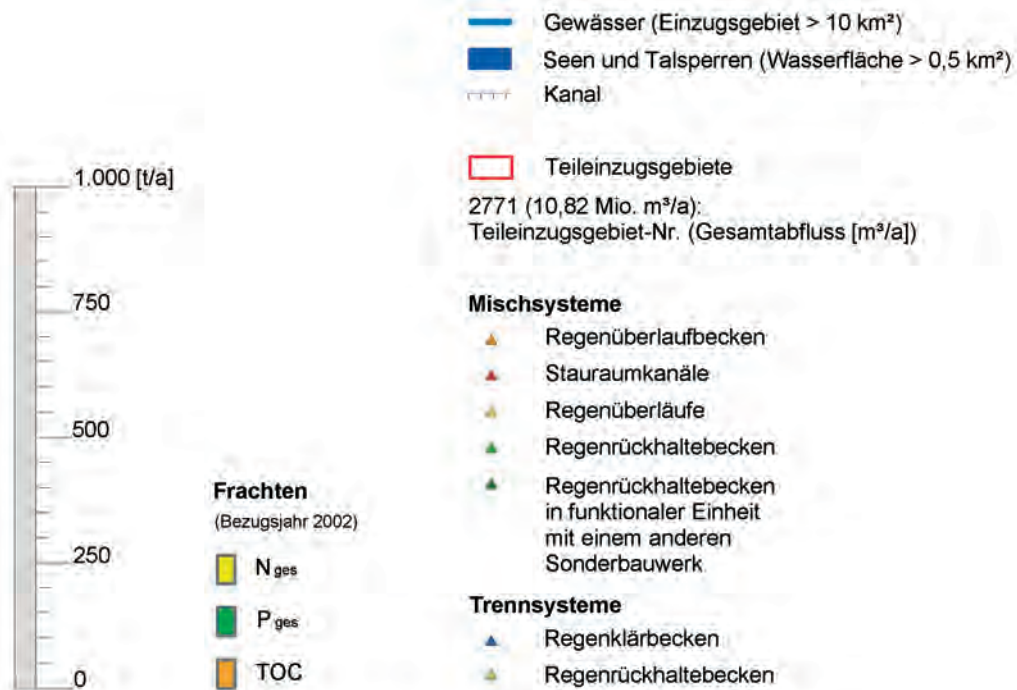 Gewässer (Einzugsgebiet > 10 km²)
Seen und Talsperren (Wasserfläche > 0,5 km²)
Kanal
Teileinzugsgebiete
2771 (10,82 Mio. m³/a):
Teileinzugsgebiet-Nr. (Gesamtabfluss [m³/a])
1.000 [t/a]
750
500
250
0
Frachten
(Bezugsjahr 2002)
N ges
P ges
TOC
Mischsysteme
Regenüberlaufbecken
Stauraumkanäle
Regenüberläufe
Regenrückhaltebecken
Regenrückhaltebecken
in funktionaler Einheit
mit einem anderen
Sonderbauwerk
Trennsysteme
Regenklärbecken
Regenrückhaltebecken